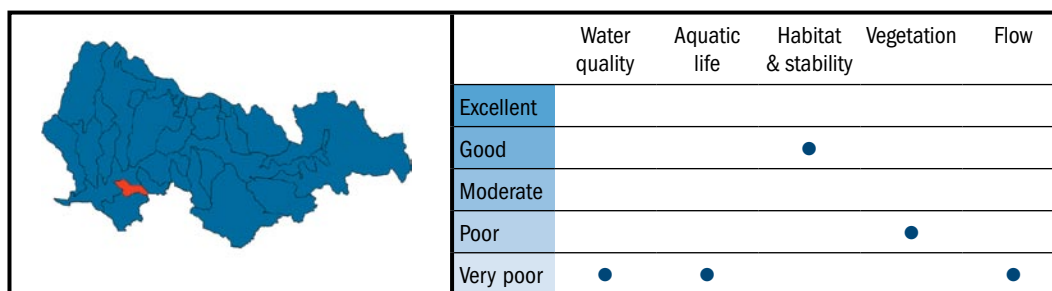 Water quality
Aquatic life
Habitat & stability
Vegetation
Flow
Excellent
Good
Moderate
Poor
Very poor